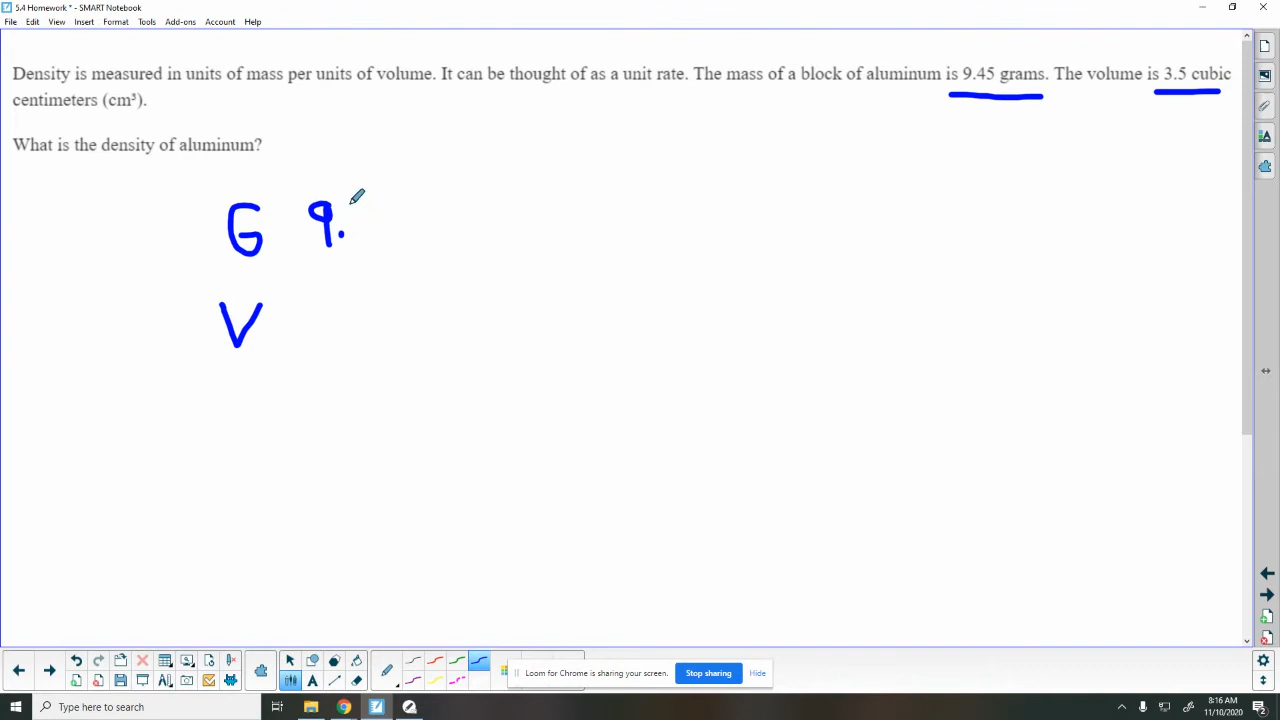 5.4 Homework * - SMART Notebook
File Edit View Insert Format Tools Add-ons Account Help
Density is measured in units of mass per units of volume. It can be thought of as a unit rate. The mass of a block of aluminum is 9.45 grams. The volume is 3.5 cubic
centimeters (cm³).
What is the density of aluminum?
G 9.
V
Loom for Chrome is sharing your screen. Stop sharing Hide
Type here to search
8:16 AM
11/10/2020
2